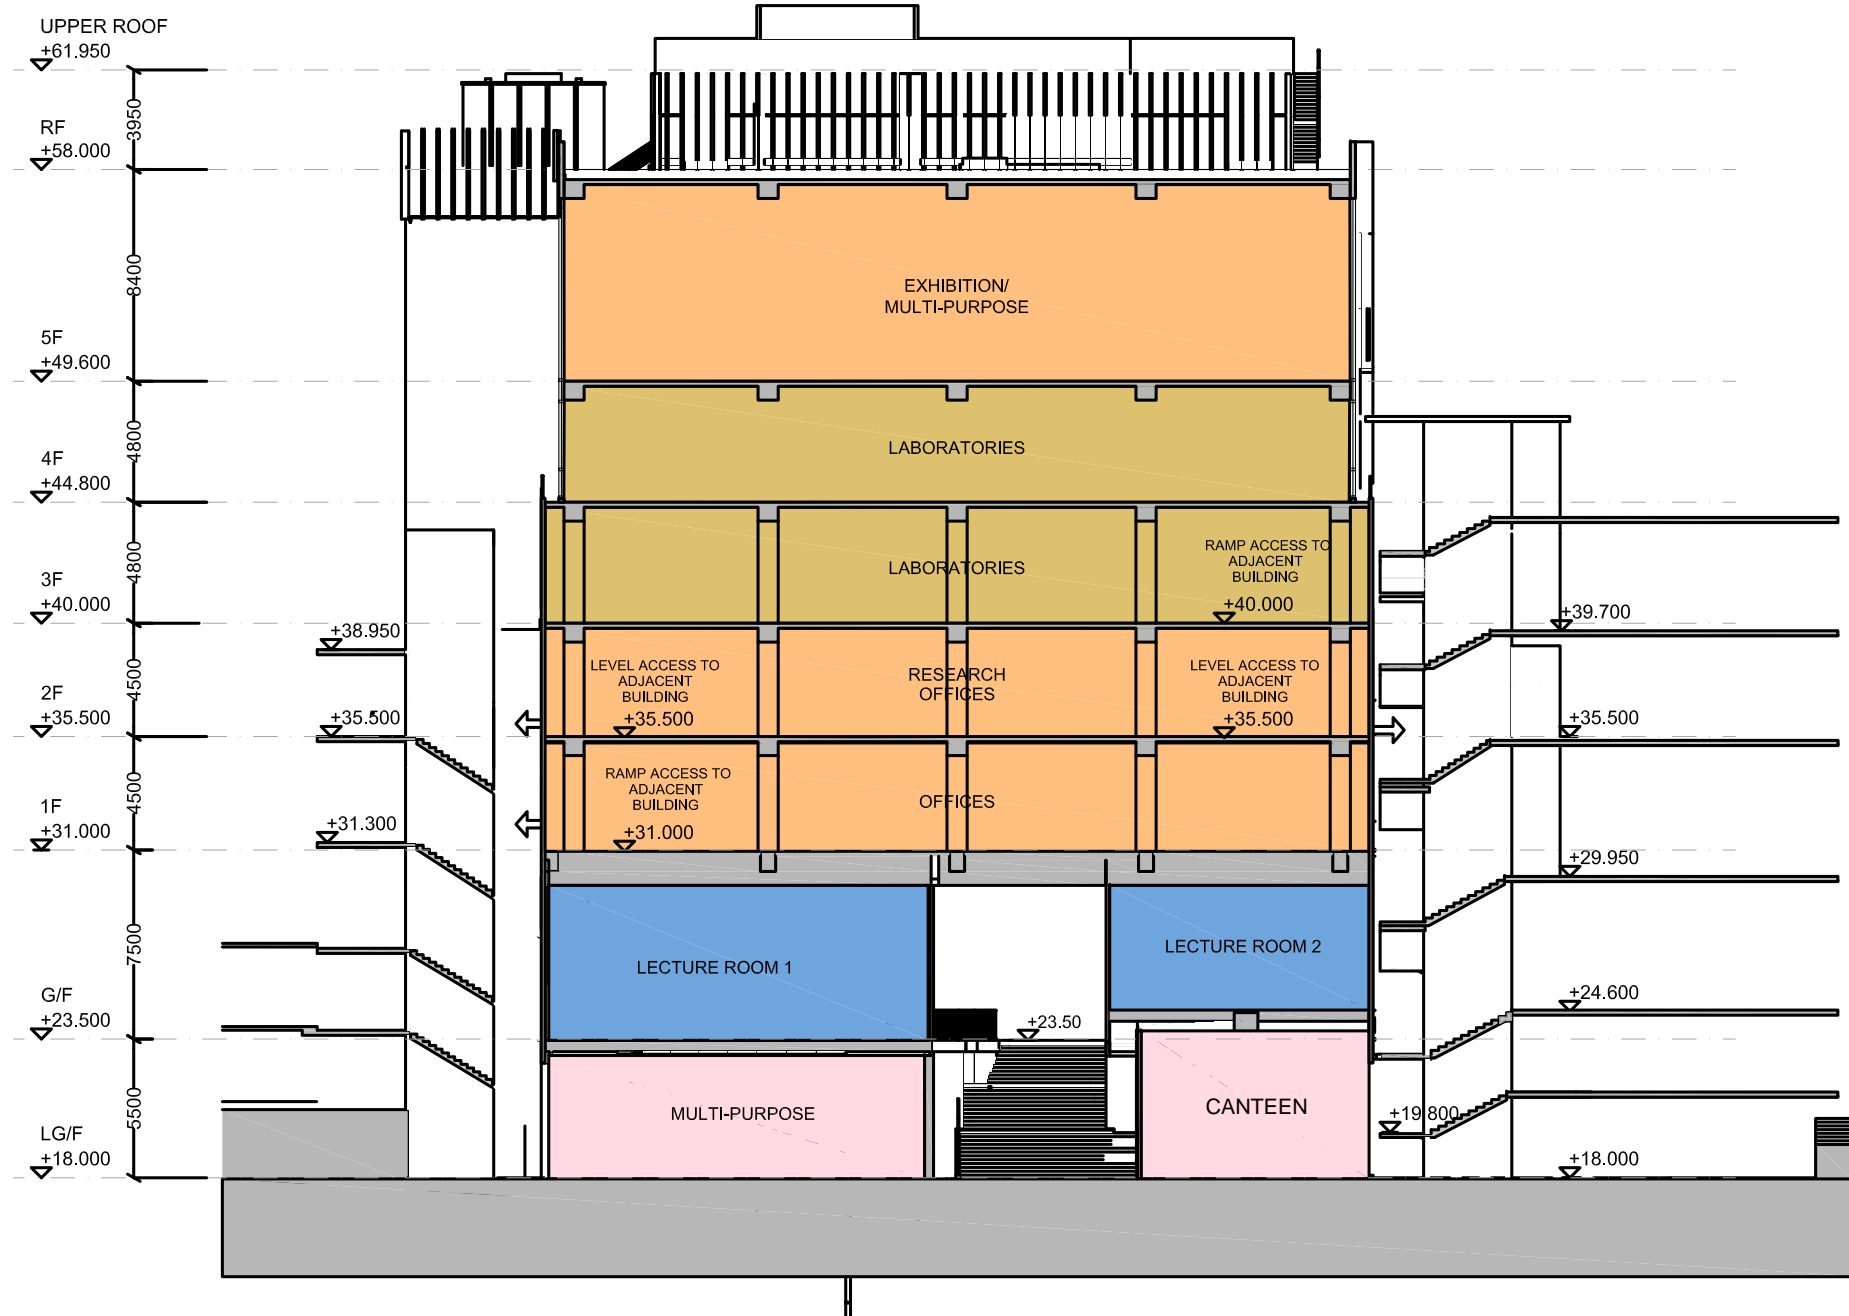 UPPER ROOF
+61.950
3950
RF
+58.000
8400
EXHIBITION/
MULTI-PURPOSE
5F
+49.600
4800
LABORATORIES
4F
+44.800
4800
LABORATORIES
RAMP ACCESS TO
ADJACENT
BUILDING
+40.000
3F
+40.000
+39.700
+38.950
4500
LEVEL ACCESS TO
ADJACENT
BUILDING
+35.500
RESEARCH
OFFICES
LEVEL ACCESS TO
ADJACENT
BUILDING
+35.500
2F
+35.500
+35.500
+35.500
4500
RAMP ACCESS TO
ADJACENT
BUILDING
+31.000
OFFICES
1F
+31.000
+31.300
+29.950
7500
LECTURE ROOM 1
LECTURE ROOM 2
G/F
+23.500
+23.50
+24.600
5500
MULTI-PURPOSE
CANTEEN
+19.800
LG/F
+18.000
+18.000